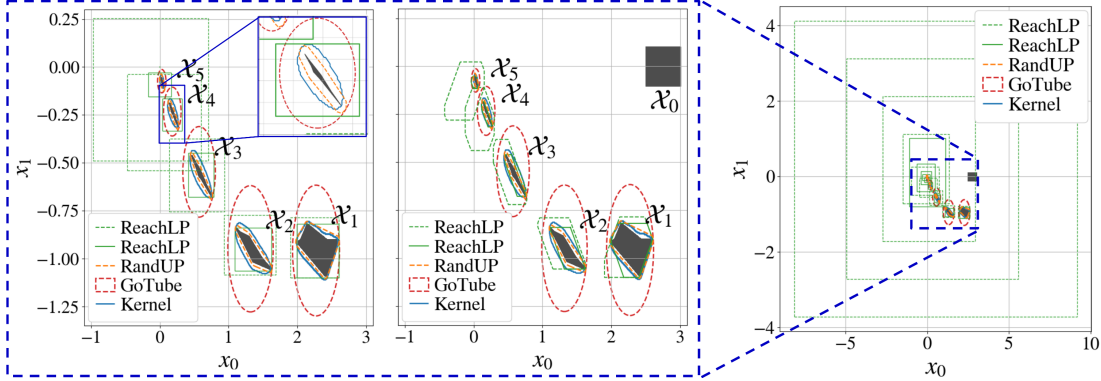 0.25
0.00
−0.25
−0.50
−0.75
−1.00
−1.25
x₁
−1 0 1 2 3
x₀
𝒳₅
𝒳₄
𝒳₃
𝒳₂
𝒳₁
ReachLP
ReachLP
RandUP
GoTube
Kernel
−1 0 1 2 3
x₀
𝒳₀
𝒳₅
𝒳₄
𝒳₃
𝒳₂
𝒳₁
ReachLP
ReachLP
RandUP
GoTube
Kernel
4
2
0
−2
−4
x₁
−5 0 5 10
x₀
ReachLP
ReachLP
RandUP
GoTube
Kernel